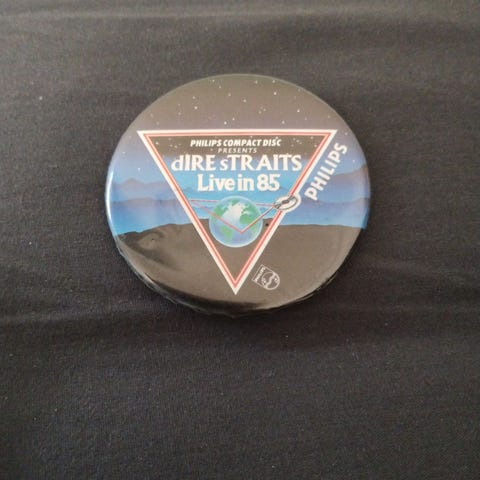 PHILIPS COMPACT DISC
PRESENTS
dIRE sTRAITS
Live in 85
PHILIPS